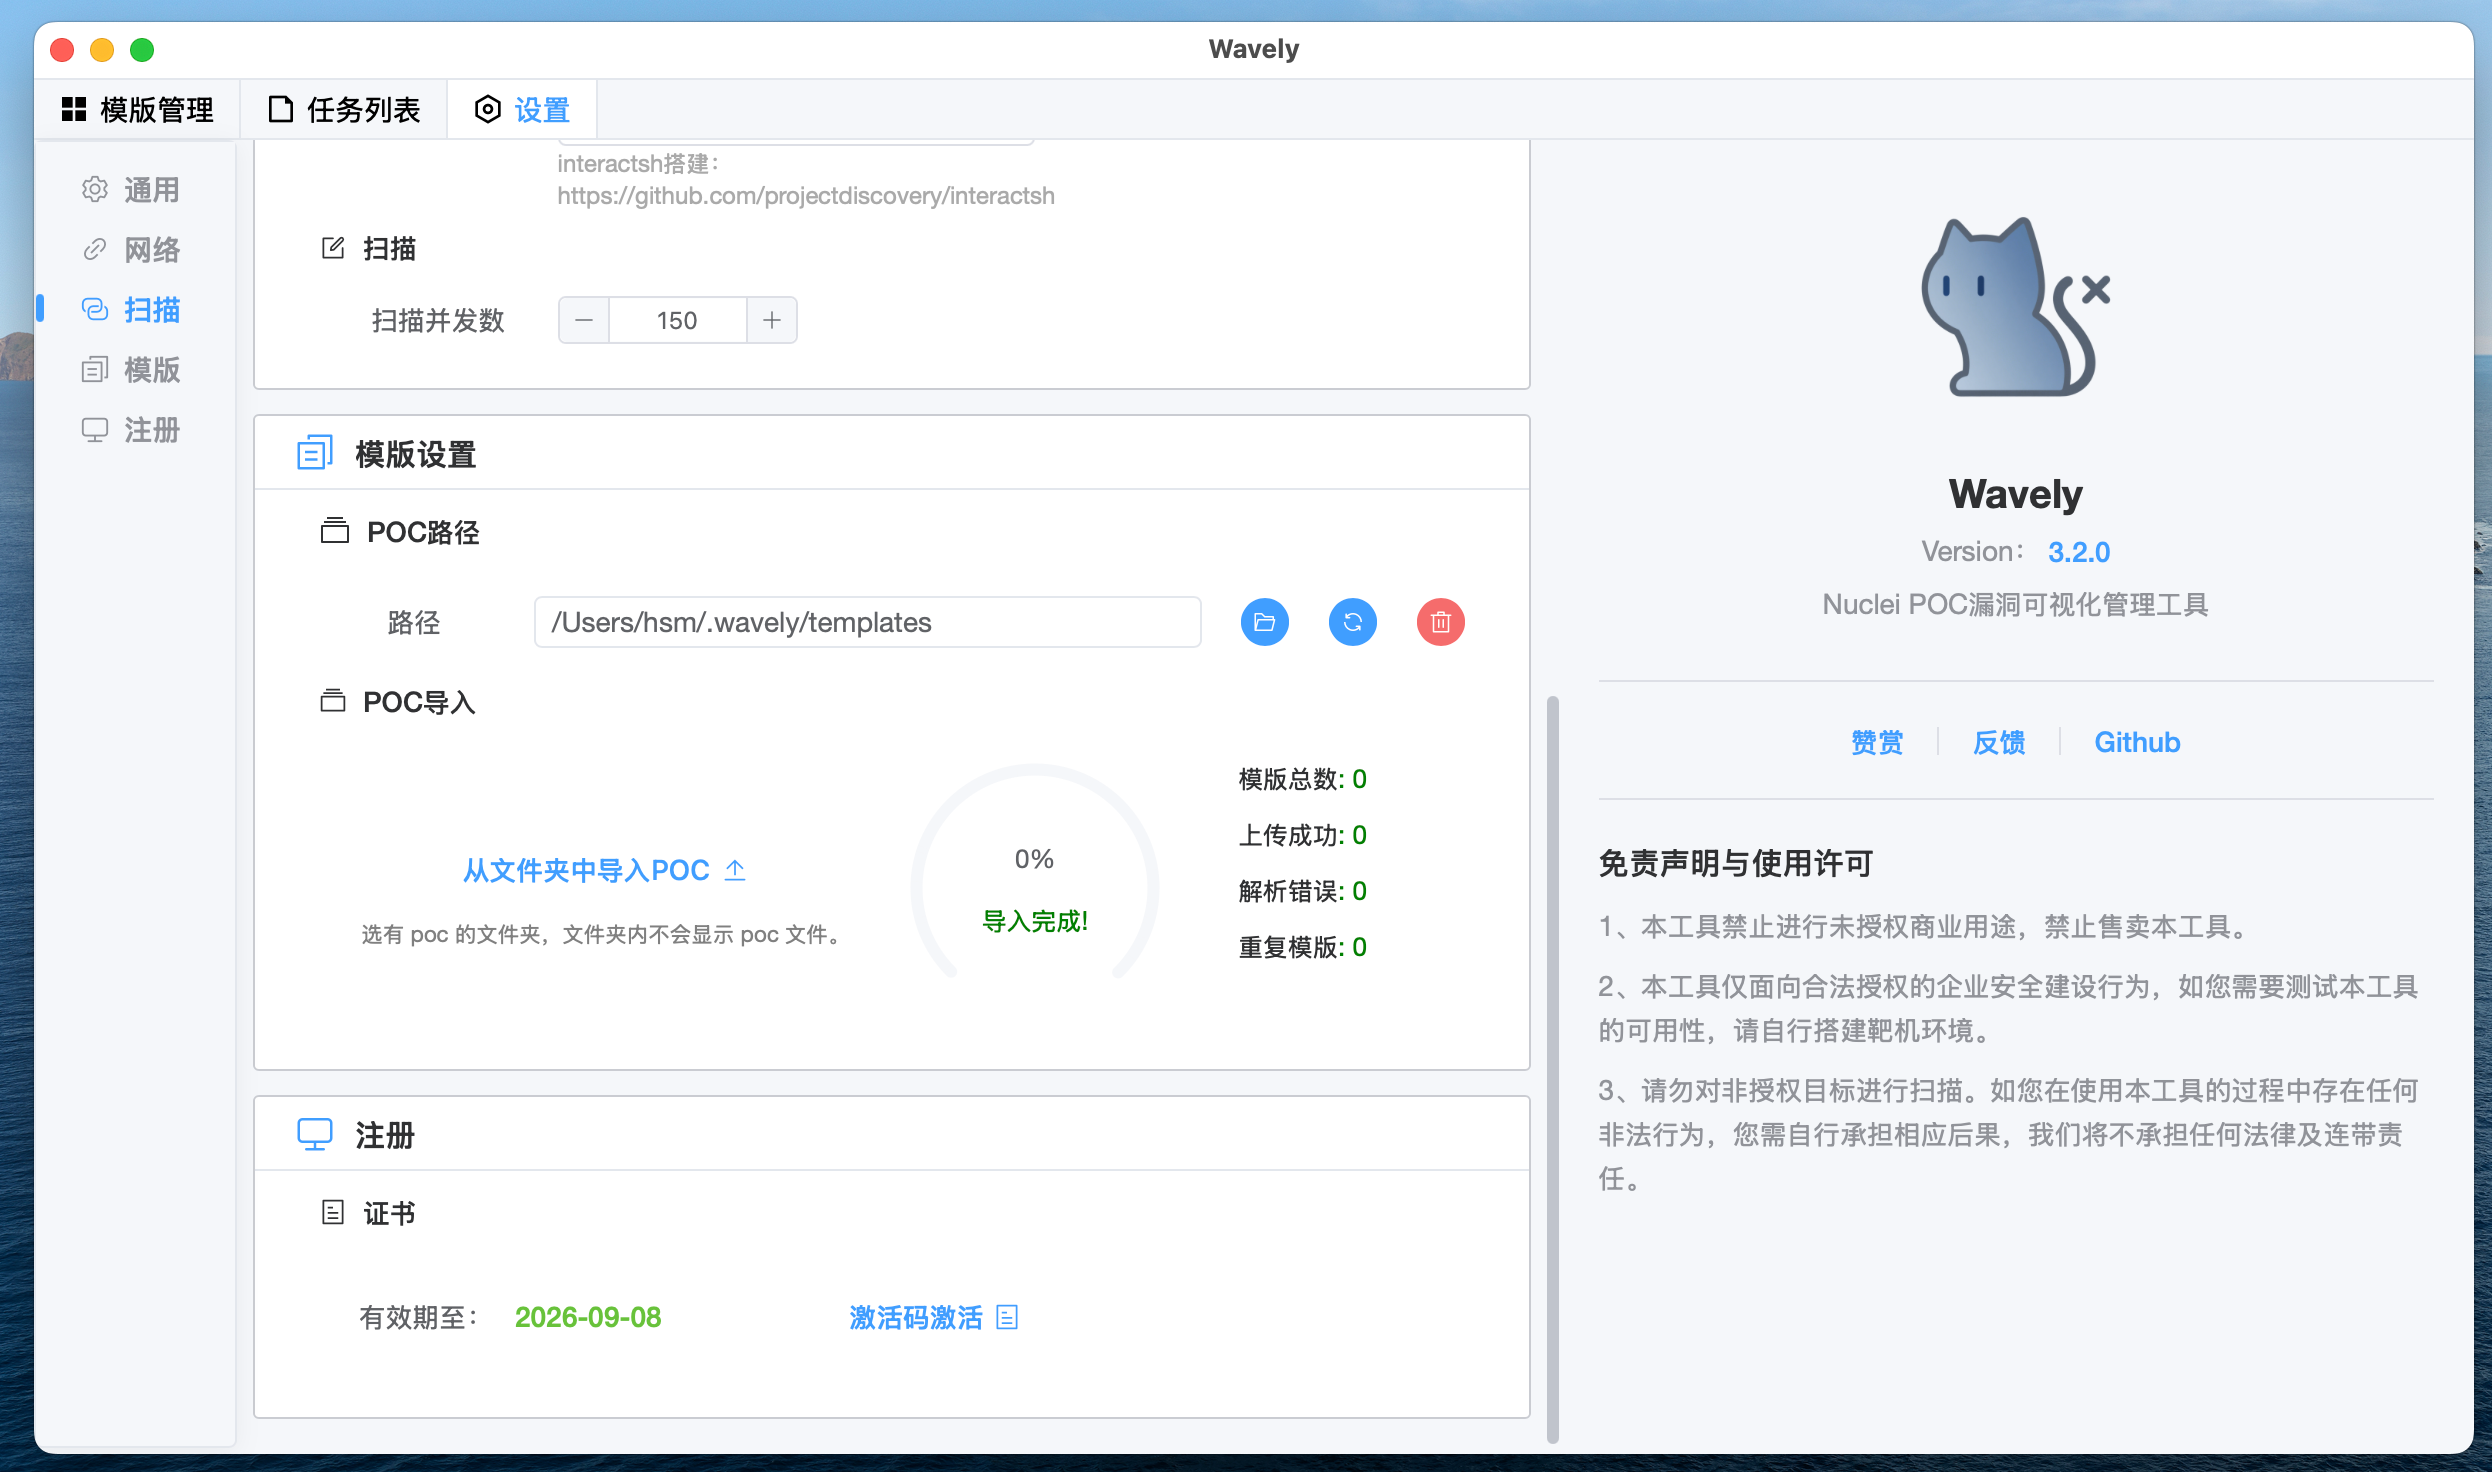 Wavely
模版管理
任务列表
设置
通用
网络
扫描
模版
注册
interactsh搭建：
https://github.com/projectdiscovery/interactsh
扫描
扫描并发数
150
模版设置
POC路径
路径
/Users/hsm/.wavely/templates
POC导入
从文件夹中导入POC
选有 poc 的文件夹，文件夹内不会显示 poc 文件。
0%
导入完成!
模版总数: 0
上传成功: 0
解析错误: 0
重复模版: 0
注册
证书
有效期至： 2026-09-08
激活码激活
Wavely
Version： 3.2.0
Nuclei POC漏洞可视化管理工具
赞赏
反馈
Github
免责声明与使用许可
1、本工具禁止进行未授权商业用途，禁止售卖本工具。
2、本工具仅面向合法授权的企业安全建设行为，如您需要测试本工具
的可用性，请自行搭建靶机环境。
3、请勿对非授权目标进行扫描。如您在使用本工具的过程中存在任何
非法行为，您需自行承担相应后果，我们将不承担任何法律及连带责
任。